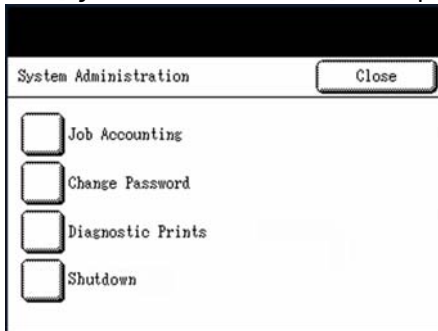 System Administration
Close
Job Accounting
Change Password
Diagnostic Prints
Shutdown